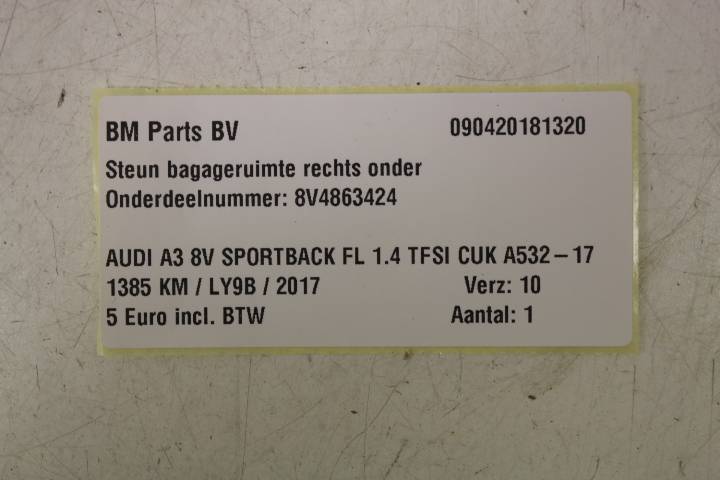 BM Parts BV 090420181320
Steun bagageruimte rechts onder
Onderdeelnummer: 8V4863424
AUDI A3 8V SPORTBACK FL 1.4 TFSI CUK A532-17
1385 KM / LY9B / 2017 Verz: 10
5 Euro incl. BTW Aantal: 1